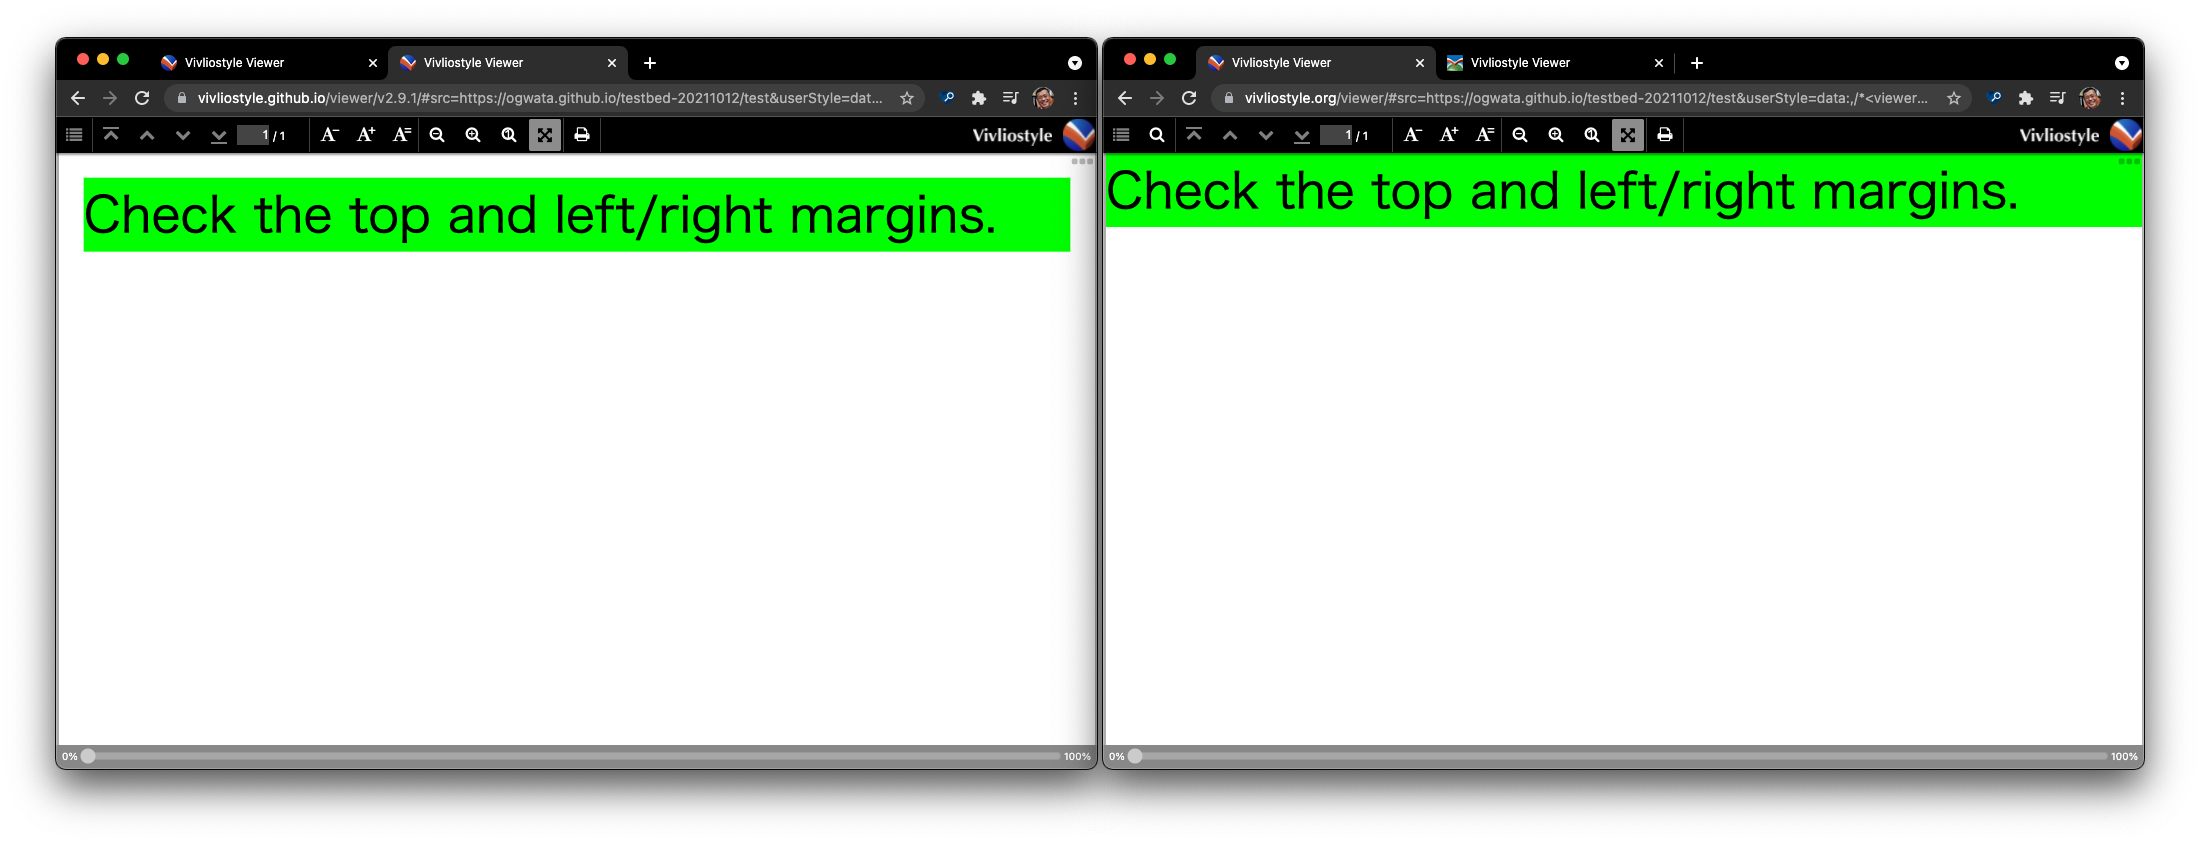 Vivliostyle Viewer
Vivliostyle Viewer
vivliostyle.github.io/viewer/v2.9.1/#src=https://ogwata.github.io/testbed-20211012/test&userStyle=dat...
1 / 1
A− A+ A=
Vivliostyle
Check the top and left/right margins.
0% 100%
Vivliostyle Viewer
Vivliostyle Viewer
vivliostyle.org/viewer/#src=https://ogwata.github.io/testbed-20211012/test&userStyle=data:,/*<viewer...
1 / 1
A− A+ A=
Vivliostyle
Check the top and left/right margins.
0% 100%